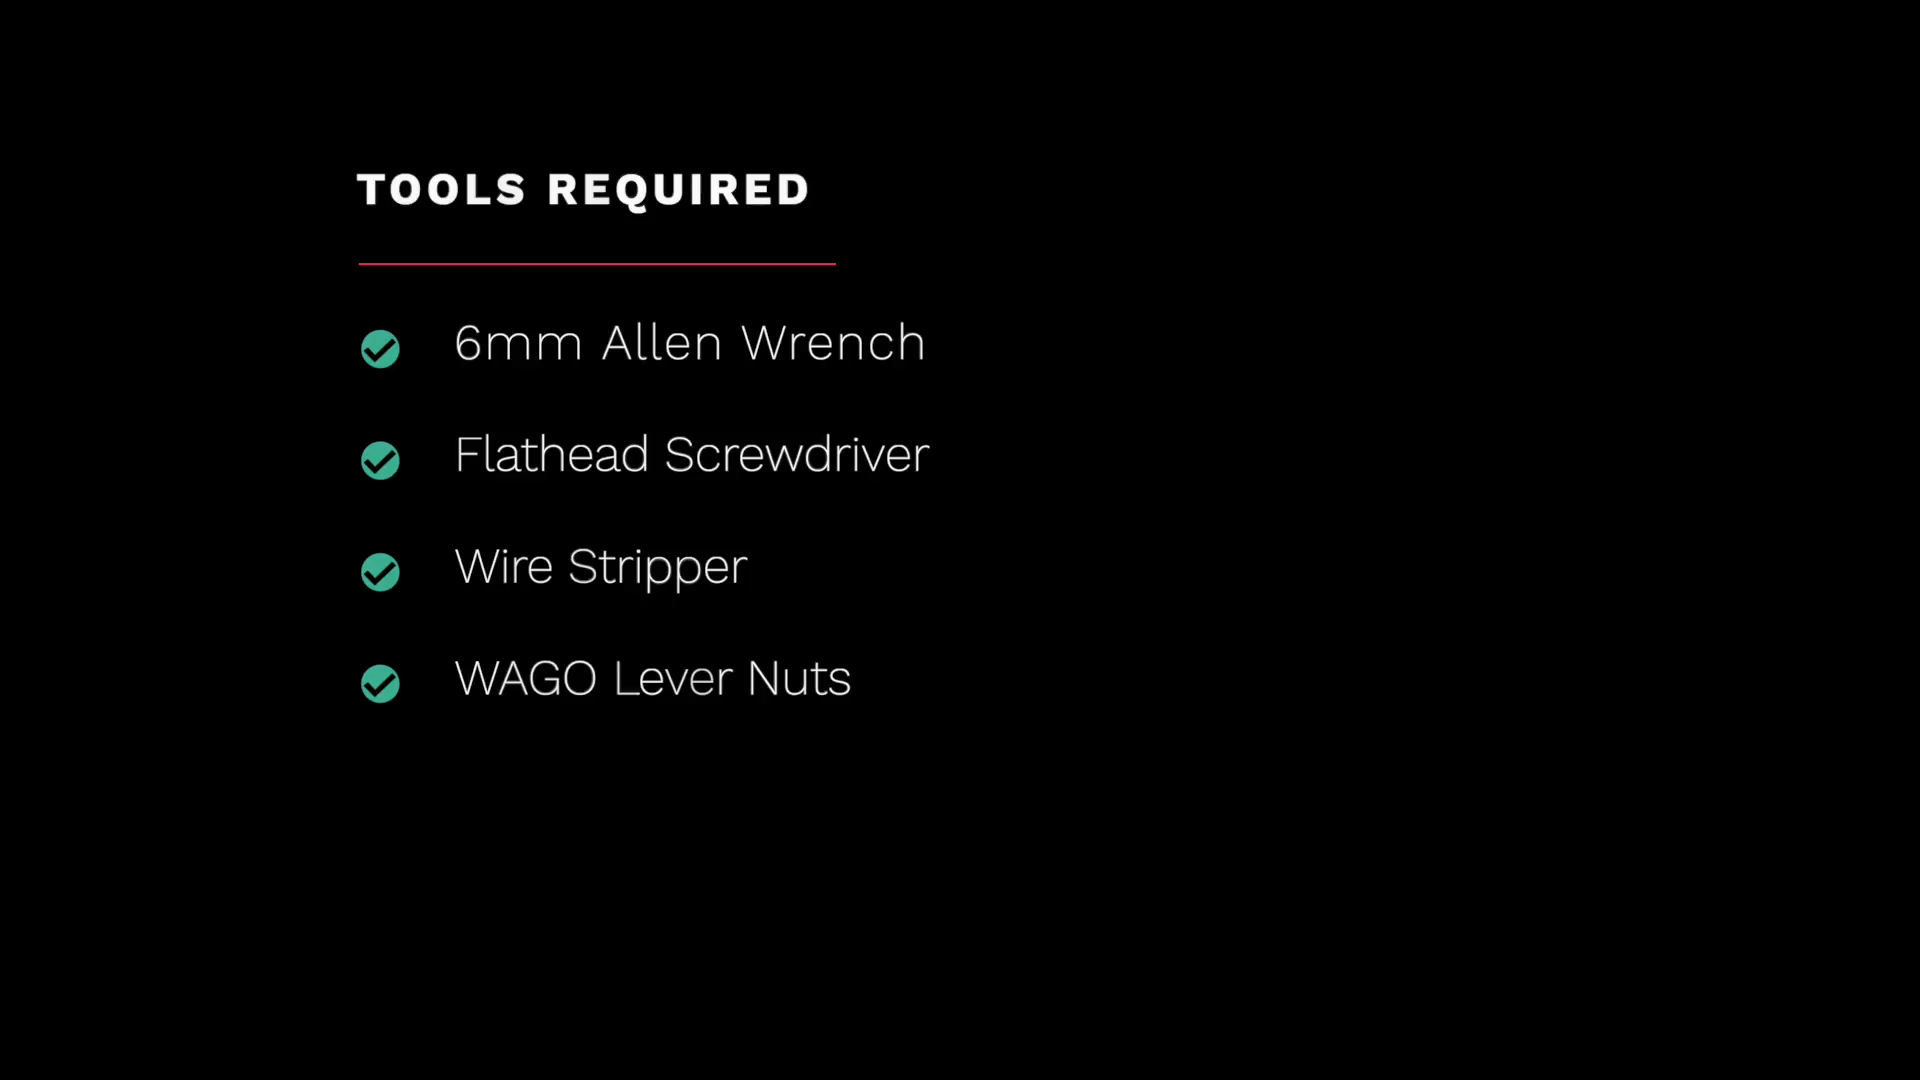 TOOLS REQUIRED
6mm Allen Wrench
Flathead Screwdriver
Wire Stripper
WAGO Lever Nuts